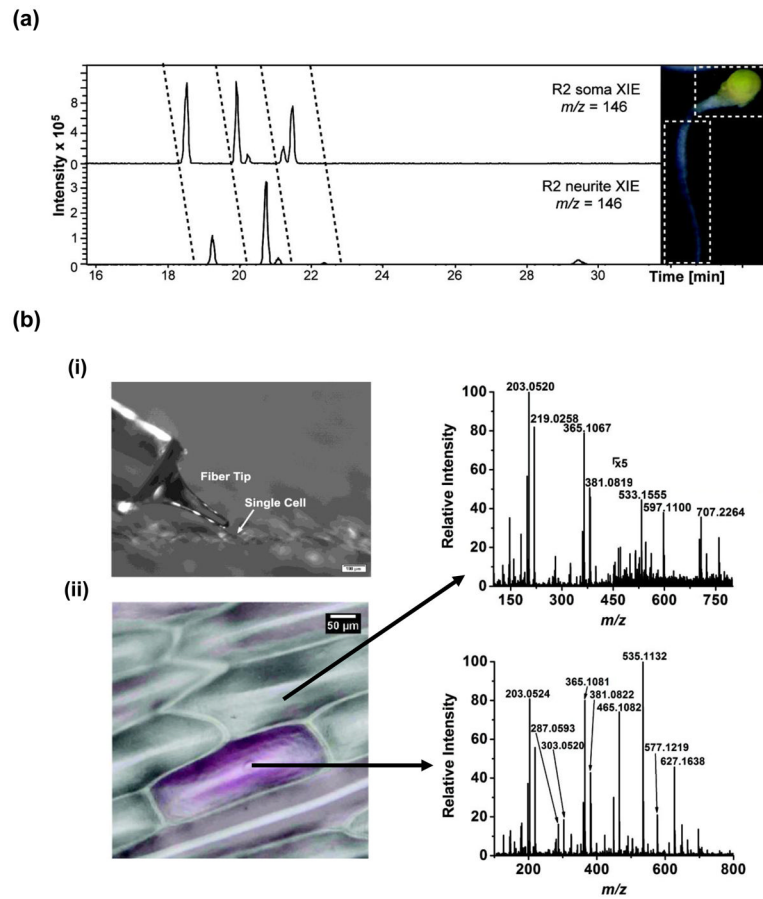 (a)
Intensity x 10⁵
8
4
0
3
2
1
0
R2 soma XIE
m/z = 146
R2 neurite XIE
m/z = 146
16 18 20 22 24 26 28 30 Time [min]
(b)
(i)
Fiber Tip
Single Cell
(ii)
50 µm
Relative Intensity
100
80
60
40
20
0
203.0520
219.0258
365.1067
x5
381.0819
533.1555
597.1100
707.2264
150 300 450 600 750
m/z
Relative Intensity
100
80
60
40
20
0
535.1132
365.1081
203.0524
381.0822
465.1082
287.0593
303.0520
577.1219
627.1638
200 400 600 800
m/z